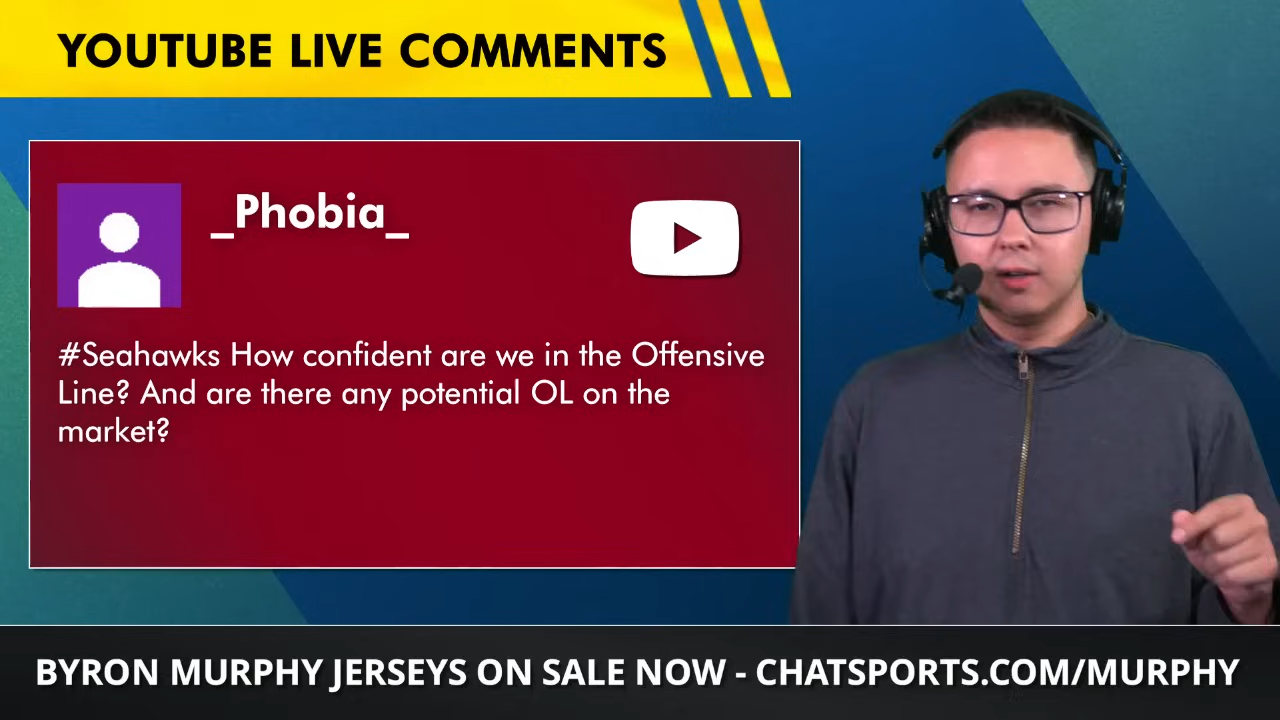 YOUTUBE LIVE COMMENTS
_Phobia_
#Seahawks How confident are we in the Offensive
Line? And are there any potential OL on the
market?
BYRON MURPHY JERSEYS ON SALE NOW - CHATSPORTS.COM/MURPHY